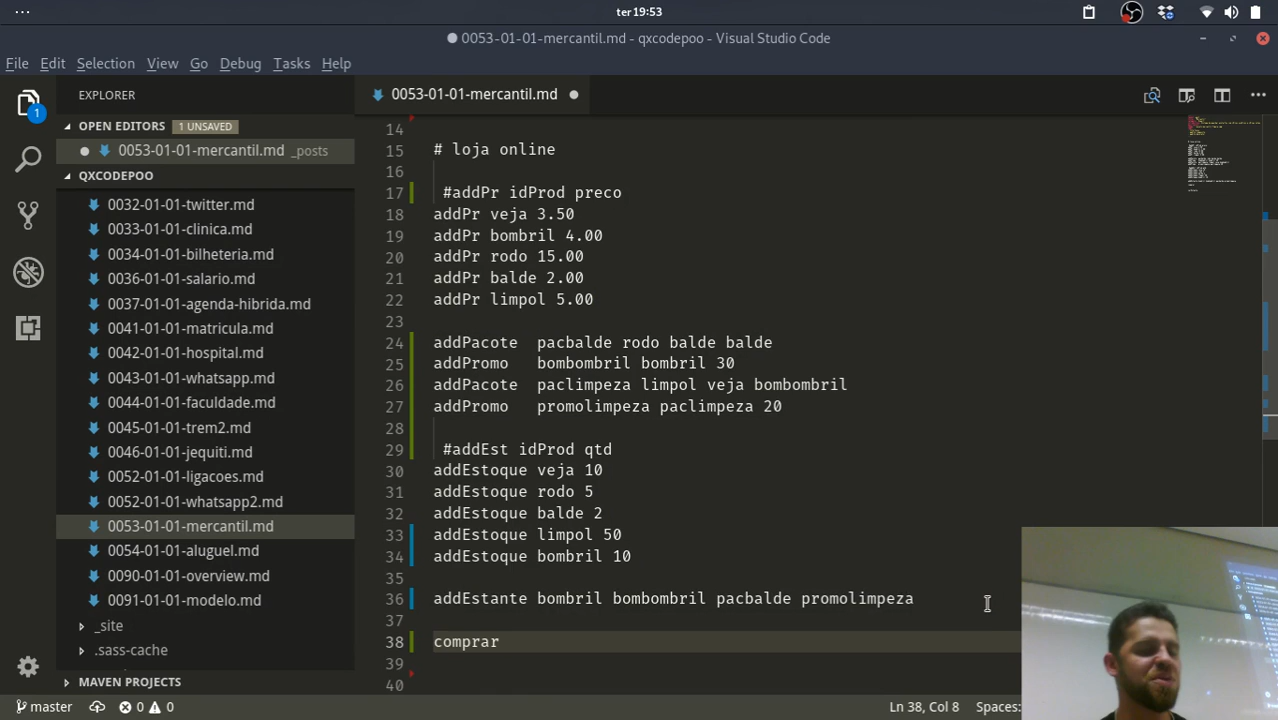 ter 19:53
0053-01-01-mercantil.md - qxcodepoo - Visual Studio Code
File Edit Selection View Go Debug Tasks Help
EXPLORER
0053-01-01-mercantil.md
OPEN EDITORS 1 UNSAVED
0053-01-01-mercantil.md _posts
QXCODEPOO
0032-01-01-twitter.md
0033-01-01-clinica.md
0034-01-01-bilheteria.md
0036-01-01-salario.md
0037-01-01-agenda-hibrida.md
0041-01-01-matricula.md
0042-01-01-hospital.md
0043-01-01-whatsapp.md
0044-01-01-faculdade.md
0045-01-01-trem2.md
0046-01-01-jequiti.md
0052-01-01-ligacoes.md
0052-01-01-whatsapp2.md
0053-01-01-mercantil.md
0054-01-01-aluguel.md
0090-01-01-overview.md
0091-01-01-modelo.md
_site
.sass-cache
MAVEN PROJECTS
1
14
15 # loja online
16
17 #addPr idProd preco
18 addPr veja 3.50
19 addPr bombril 4.00
20 addPr rodo 15.00
21 addPr balde 2.00
22 addPr limpol 5.00
23
24 addPacote pacbalde rodo balde balde
25 addPromo bombombril bombril 30
26 addPacote paclimpeza limpol veja bombombril
27 addPromo promolimpeza paclimpeza 20
28
29 #addEst idProd qtd
30 addEstoque veja 10
31 addEstoque rodo 5
32 addEstoque balde 2
33 addEstoque limpol 50
34 addEstoque bombril 10
35
36 addEstante bombril bombombril pacbalde promolimpeza
37
38 comprar
39
40
master 0 0 Ln 38, Col 8 Spaces: